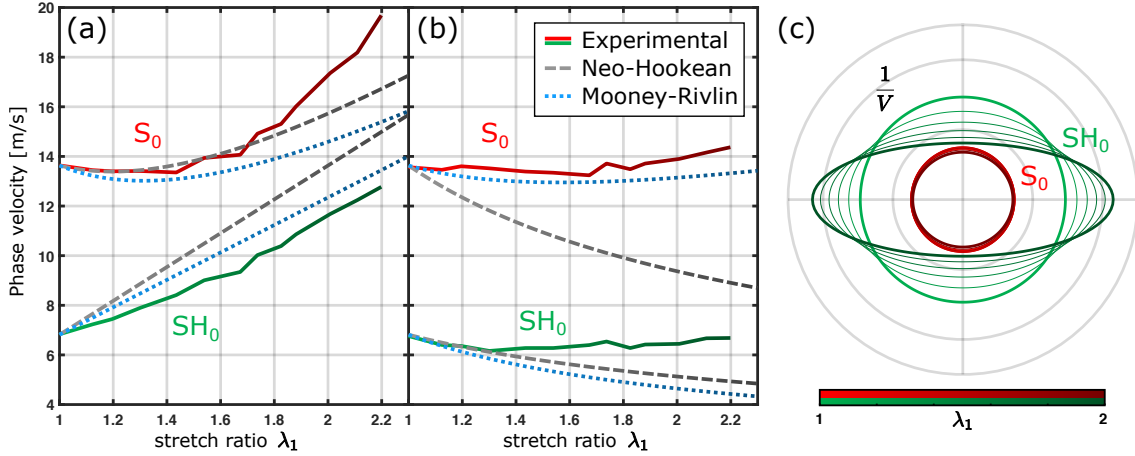 (a)
(b)
(c)
Experimental
Neo-Hookean
Mooney-Rivlin
20
18
16
14
12
10
8
6
4
Phase velocity [m/s]
S₀
SH₀
S₀
SH₀
1
1.2
1.4
1.6
1.8
2
2.2
1
1.2
1.4
1.6
1.8
2
2.2
stretch ratio λ₁
stretch ratio λ₁
1
V
SH₀
S₀
1
2
λ₁